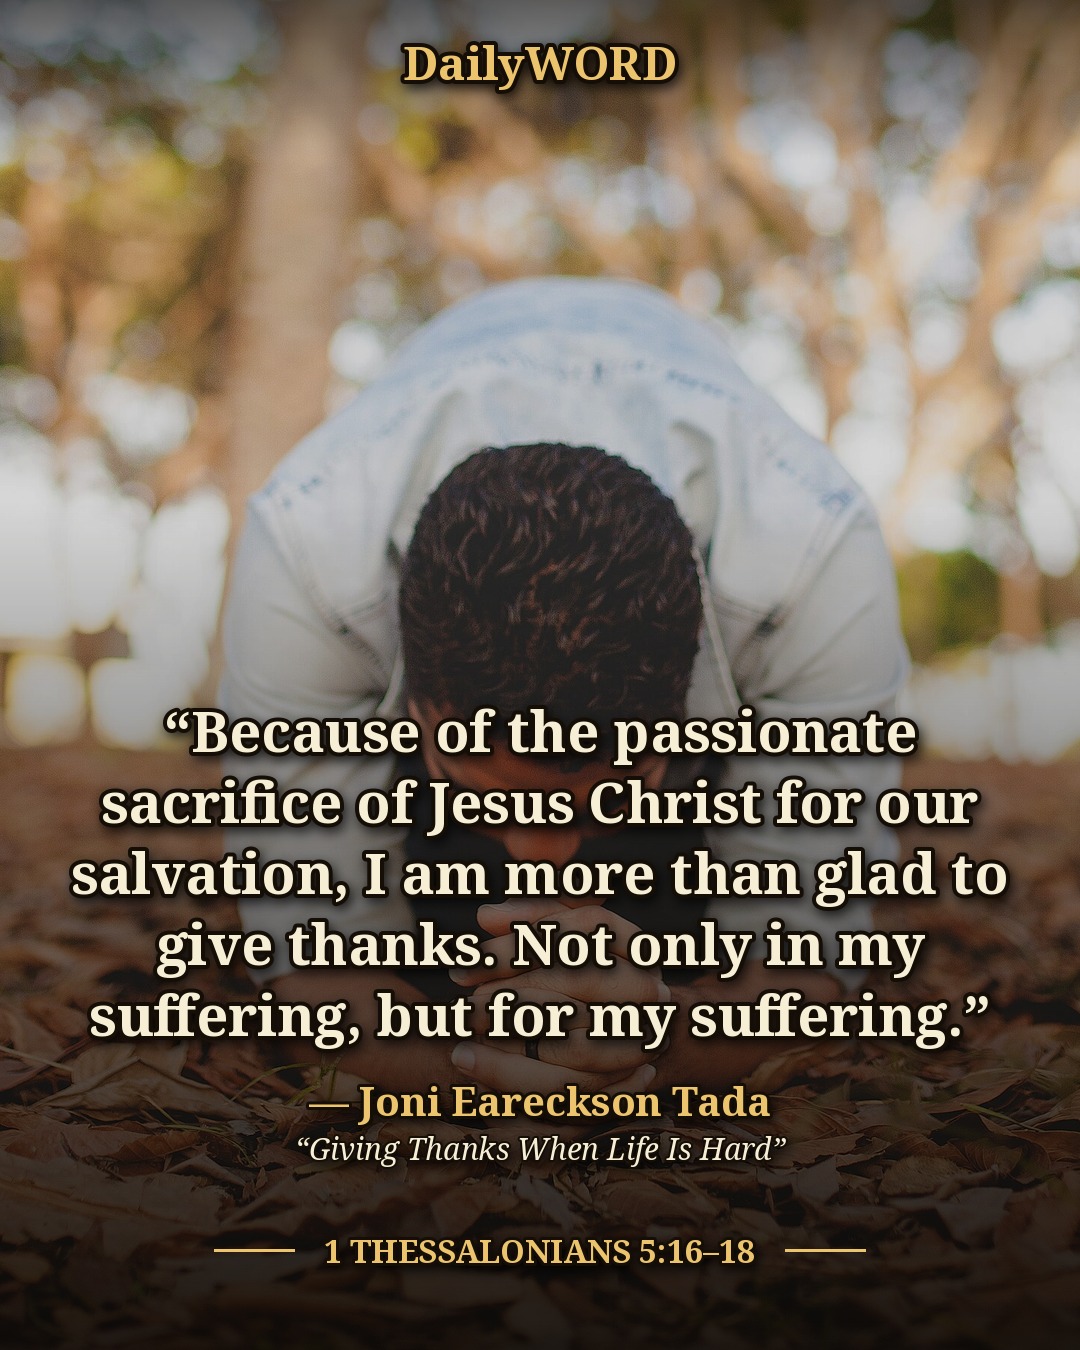 DailyWORD
“Because of the passionate
sacrifice of Jesus Christ for our
salvation, I am more than glad to
give thanks. Not only in my
suffering, but for my suffering.”
— Joni Eareckson Tada
“Giving Thanks When Life Is Hard”
1 THESSALONIANS 5:16–18